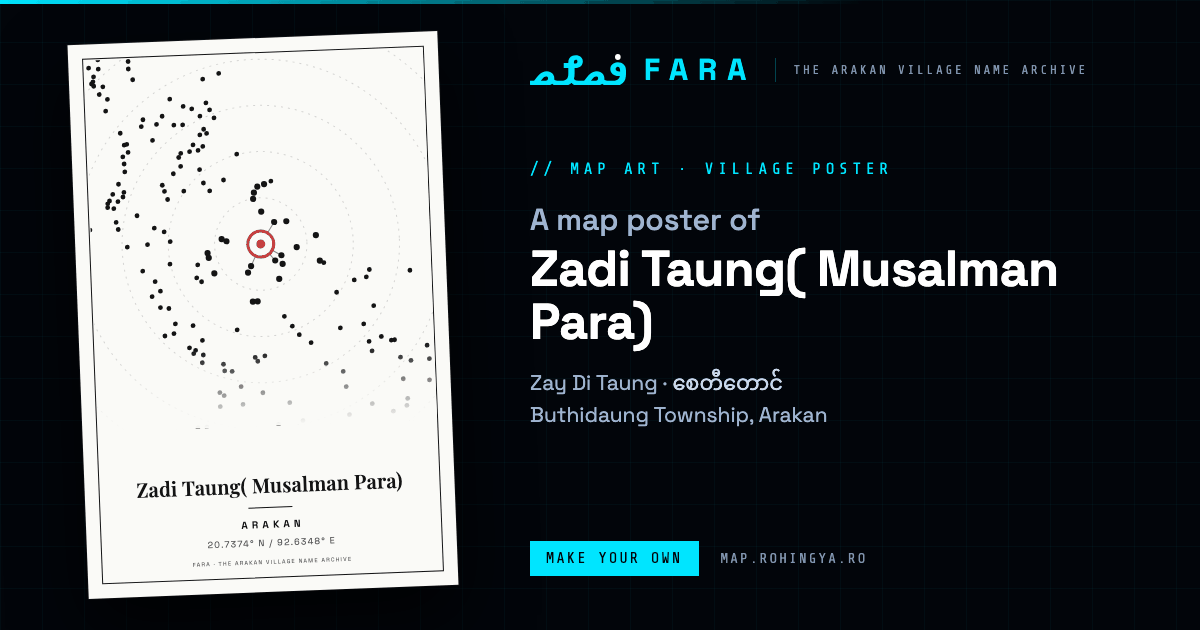 FARA
THE ARAKAN VILLAGE NAME ARCHIVE
// MAP ART · VILLAGE POSTER
A map poster of
Zadi Taung( Musalman
Para)
Zay Di Taung · စေတီတောင်
Buthidaung Township, Arakan
MAKE YOUR OWN
MAP.ROHINGYA.RO
Zadi Taung( Musalman Para)
ARAKAN
20.7374° N / 92.6348° E
FARA · THE ARAKAN VILLAGE NAME ARCHIVE